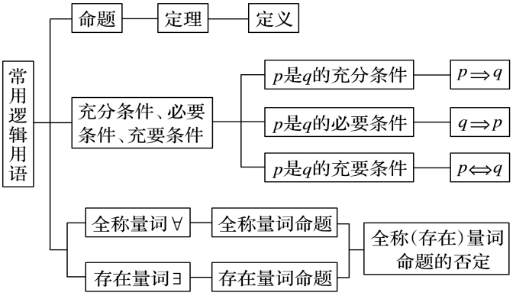 常用逻辑用语
命题
定理
定义
充分条件、必要
条件、充要条件
p是q的充分条件
p⇒q
p是q的必要条件
q⇒p
p是q的充要条件
p⇔q
全称量词∀
全称量词命题
存在量词∃
存在量词命题
全称(存在)量词
命题的否定